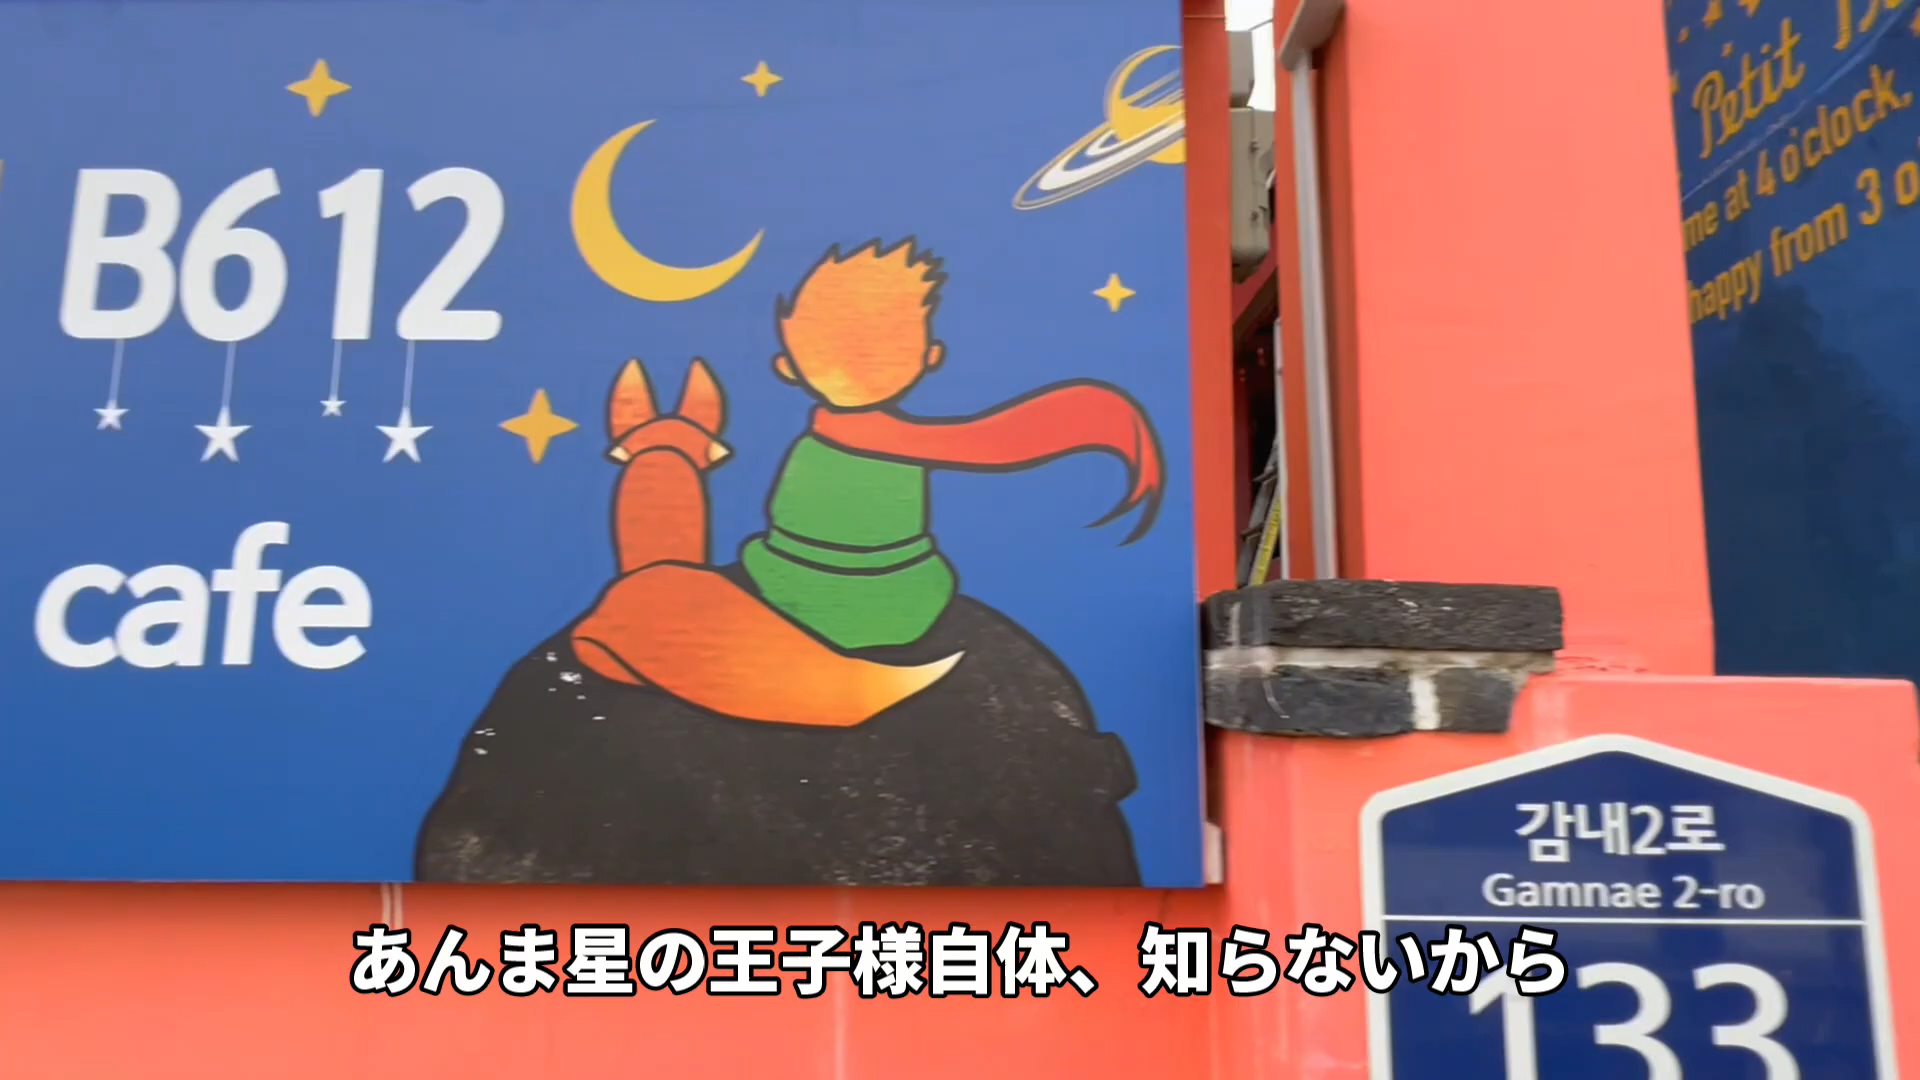 B612
cafe
Petit
me at 4 o'clock,
happy from 3 o
감내2로
Gamnae 2-ro
133
あんま星の王子様自体、知らないから